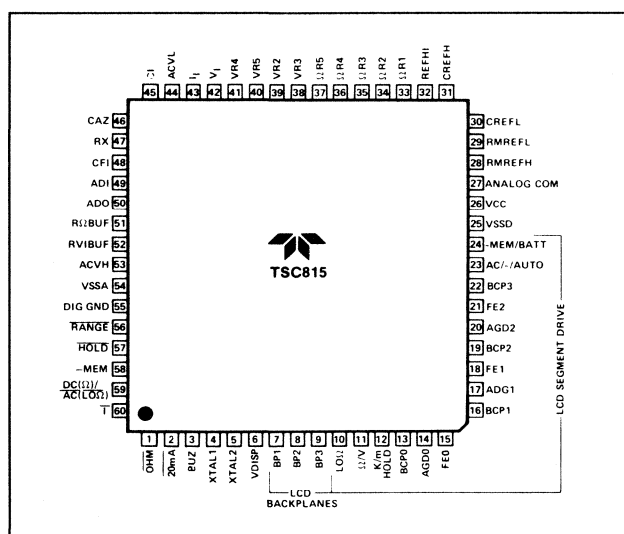 CI ACVL I_I V_I VR4 VR5 VR2 VR3 ΩR5 ΩR4 ΩR3 ΩR2 ΩR1 REFHI CREFH
45 44 43 42 41 40 39 38 37 36 35 34 33 32 31
CAZ 46
RX 47
CFI 48
ADI 49
ADO 50
RΩBUF 51
RVIBUF 52
ACVH 53
VSSA 54
DIG GND 55
RANGE 56
HOLD 57
-MEM 58
DC(Ω)/
AC(LOΩ) 59
I 60
TSC815
30 CREFL
29 RMREFL
28 RMREFH
27 ANALOG COM
26 VCC
25 VSSD
24 -MEM/BATT
23 AC/-/AUTO
22 BCP3
21 FE2
20 AGD2
19 BCP2
18 FE1
17 ADG1
16 BCP1
LCD SEGMENT DRIVE
1 2 3 4 5 6 7 8 9 10 11 12 13 14 15
OHM 20mA BUZ XTAL1 XTAL2 VDISP BP1 BP2 BP3 LOΩ Ω/V K/m HOLD BCP0 AGD0 FE0
LCD
BACKPLANES